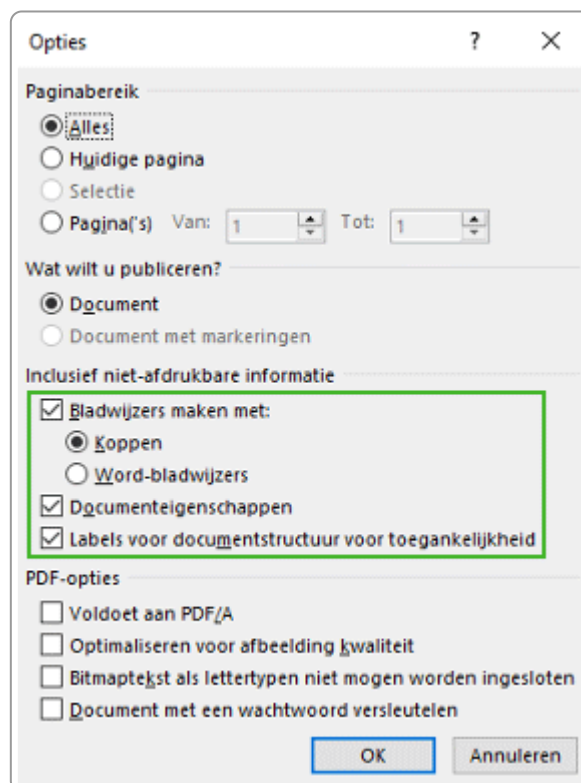 Opties ?
Paginabereik
Alles
Huidige pagina
Selectie
Pagina('s) Van: 1 Tot: 1
Wat wilt u publiceren?
Document
Document met markeringen
Inclusief niet-afdrukbare informatie
Bladwijzers maken met:
Koppen
Word-bladwijzers
Documenteigenschappen
Labels voor documentstructuur voor toegankelijkheid
PDF-opties
Voldoet aan PDF/A
Optimaliseren voor afbeelding kwaliteit
Bitmaptekst als lettertypen niet mogen worden ingesloten
Document met een wachtwoord versleutelen
OK Annuleren